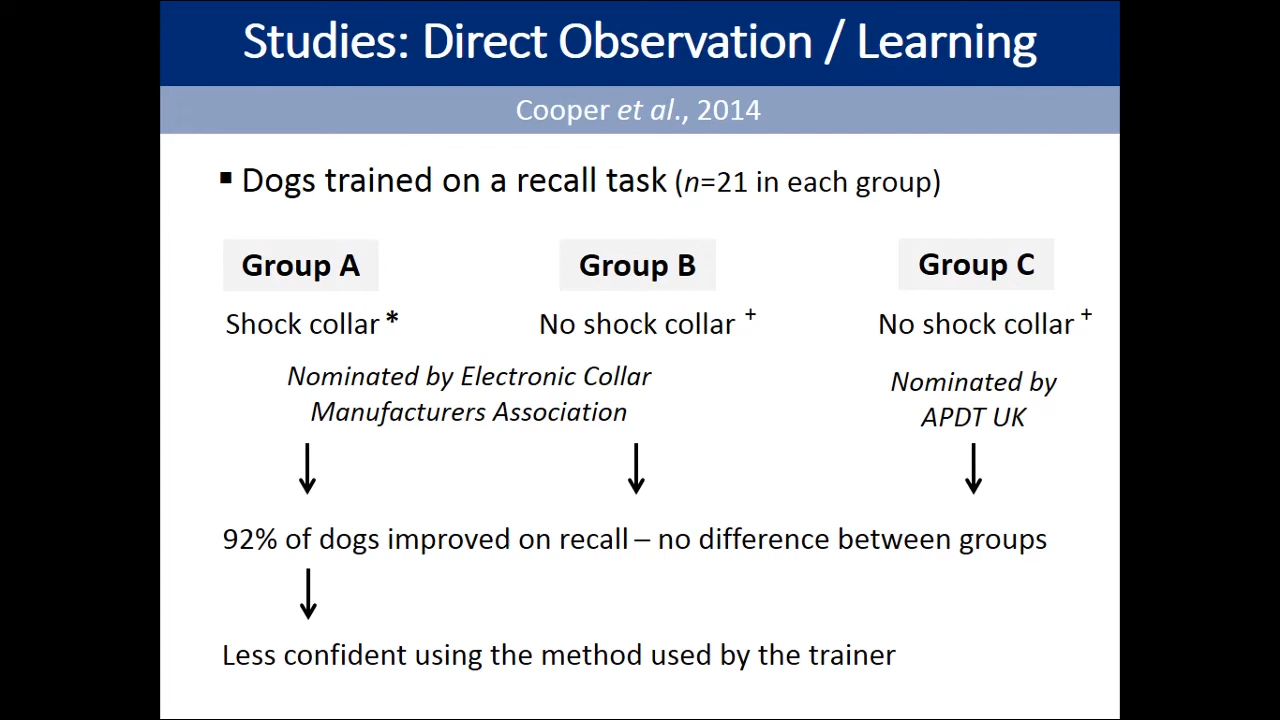 Studies: Direct Observation / Learning
Cooper et al., 2014
▪ Dogs trained on a recall task (n=21 in each group)
Group A
Group B
Group C
Shock collar *
No shock collar +
No shock collar +
Nominated by Electronic Collar
Manufacturers Association
Nominated by
APDT UK
92% of dogs improved on recall – no difference between groups
Less confident using the method used by the trainer